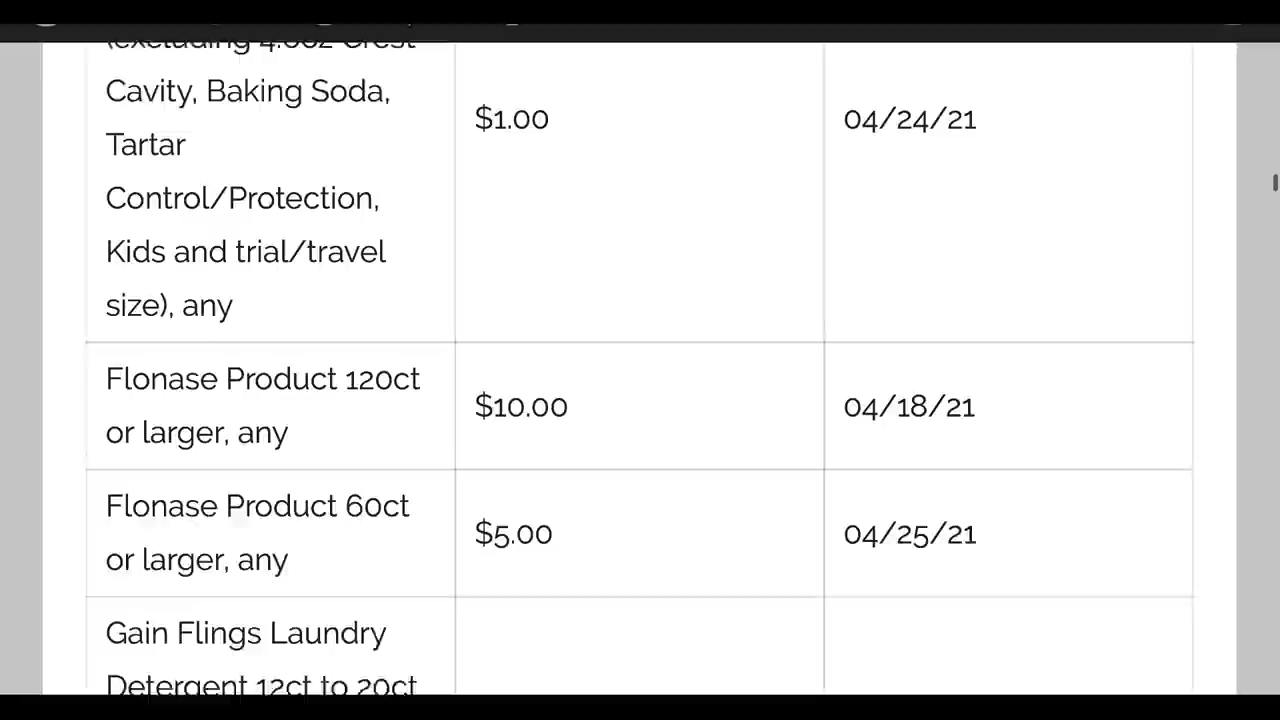 (excluding 4.6oz Crest
Cavity, Baking Soda,
Tartar
Control/Protection,
Kids and trial/travel
size), any
$1.00
04/24/21
Flonase Product 120ct
or larger, any
$10.00
04/18/21
Flonase Product 60ct
or larger, any
$5.00
04/25/21
Gain Flings Laundry
Detergent 12ct to 20ct